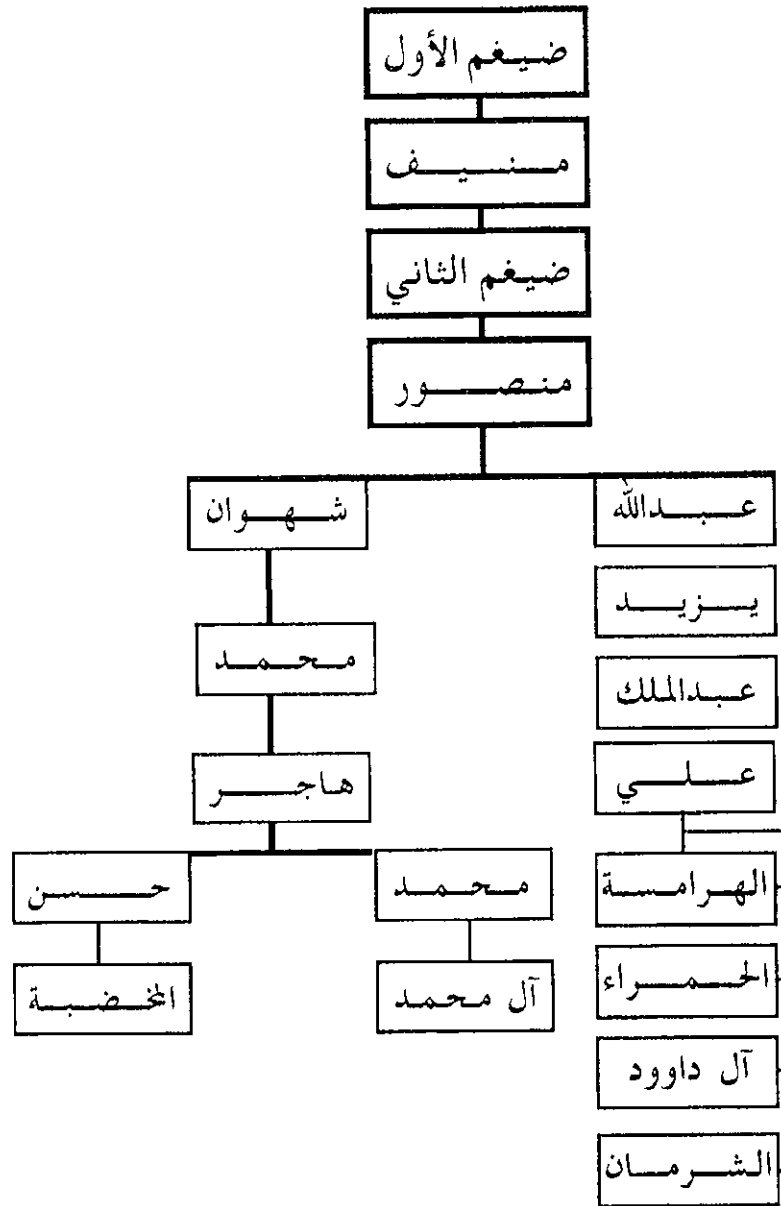 ضيغم الأول
منيف
ضيغم الثاني
منصور
عبدالله
شهوان
يزيد
محمد
عبدالملك
علي
هاجر
الهرامسة
محمد
حسن
الحمراء
آل محمد
المخضبة
آل داوود
الشرمان